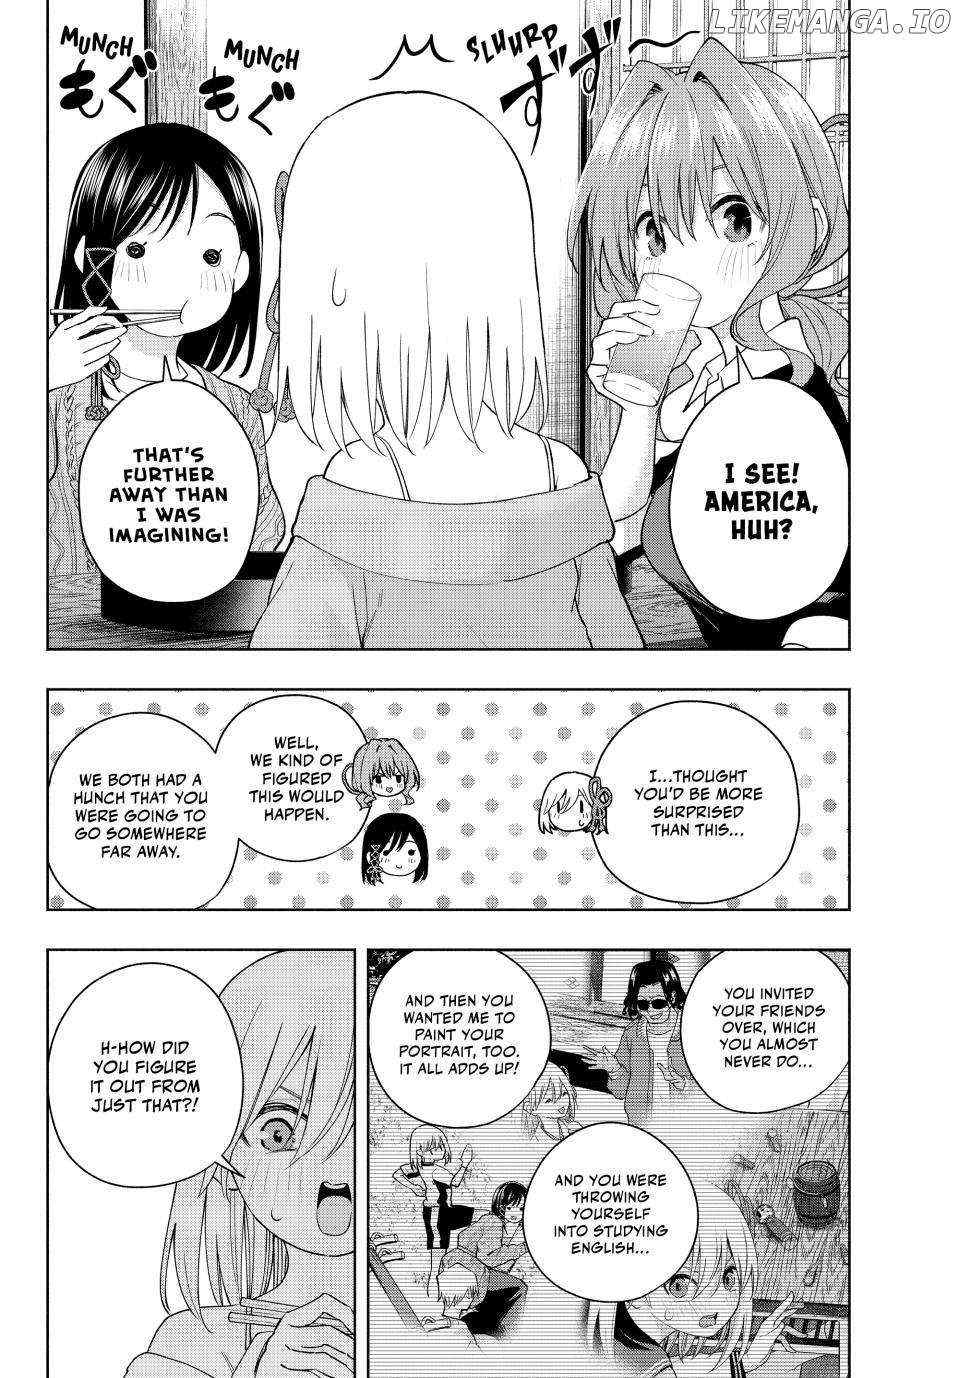 LIKEMANGA.IO
SLUURP
ずずーー
MUNCH
もぐ
MUNCH
もぐ
I SEE!
AMERICA,
HUH?
THAT'S
FURTHER
AWAY THAN
I WAS
IMAGINING!
I...THOUGHT
YOU'D BE MORE
SURPRISED
THAN THIS...
WELL,
WE KIND OF
FIGURED
THIS WOULD
HAPPEN.
WE BOTH HAD A
HUNCH THAT YOU
WERE GOING TO
GO SOMEWHERE
FAR AWAY.
YOU INVITED
YOUR FRIENDS
OVER, WHICH
YOU ALMOST
NEVER DO...
AND THEN YOU
WANTED ME TO
PAINT YOUR
PORTRAIT, TOO.
IT ALL ADDS UP!
AND YOU WERE
THROWING
YOURSELF
INTO STUDYING
ENGLISH...
H-HOW DID
YOU FIGURE
IT OUT FROM
JUST THAT?!